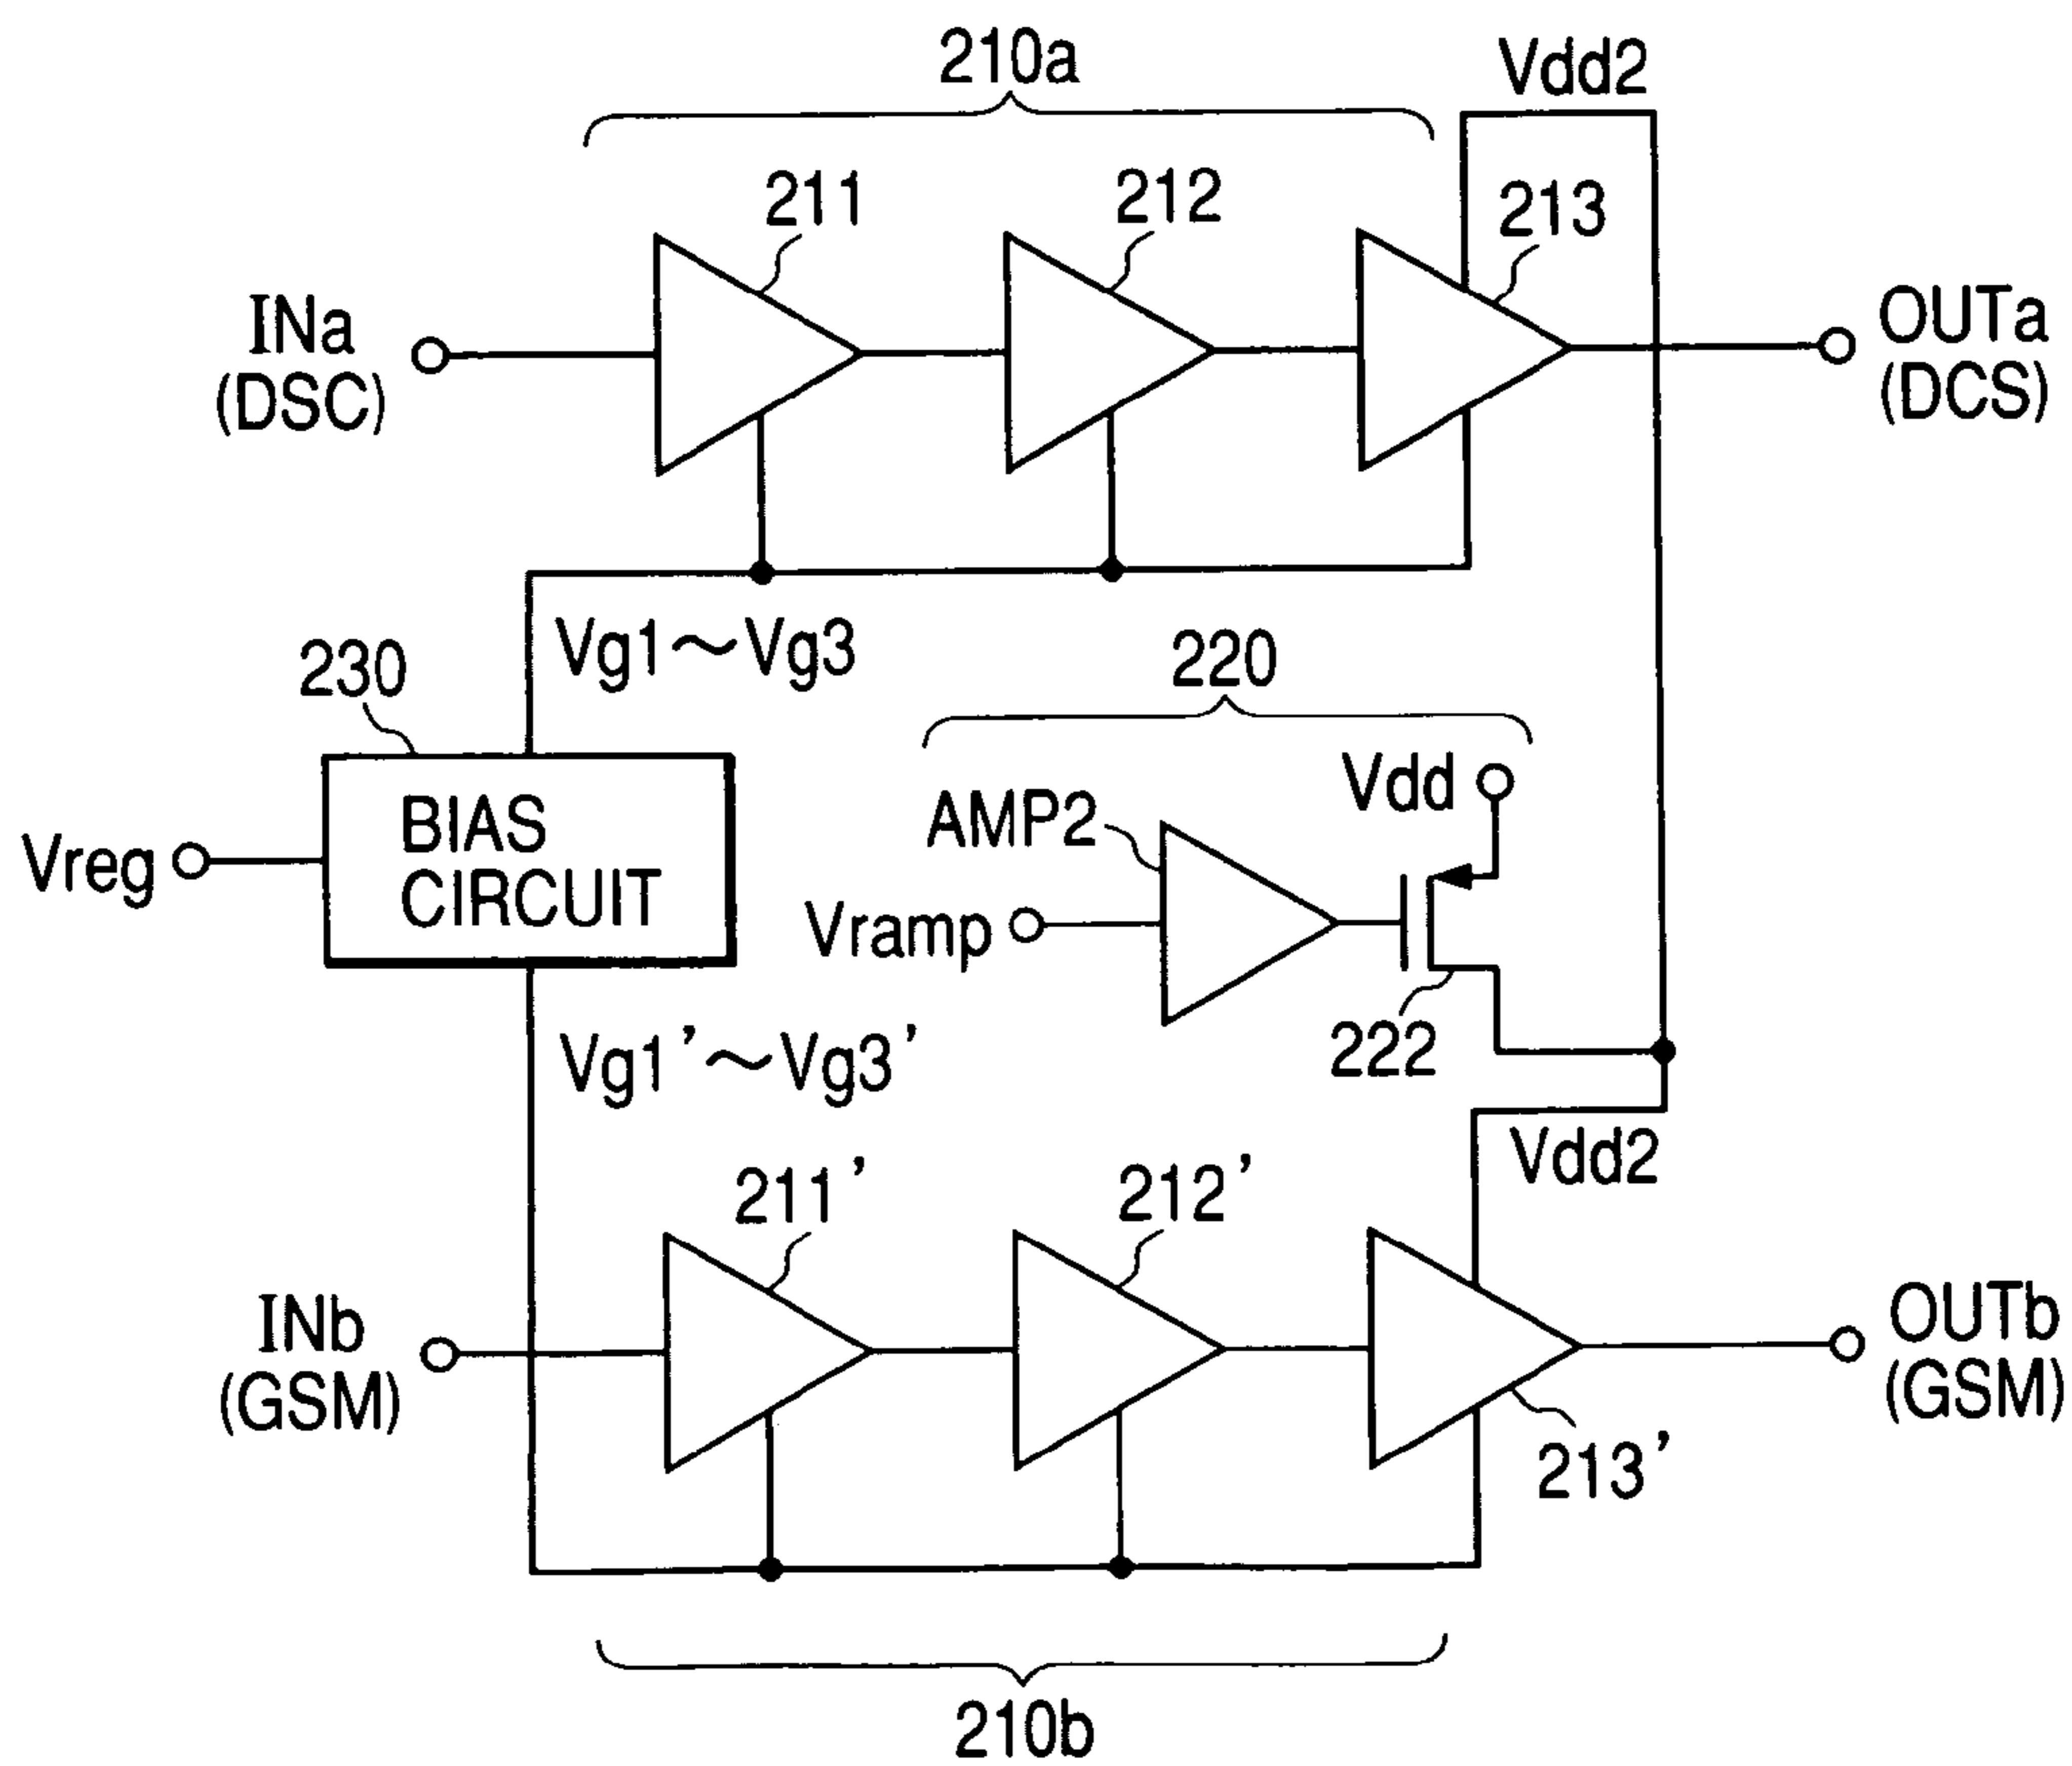 210a
Vdd2
211
212
213
INa
(DSC)
OUTa
(DCS)
Vg1~Vg3
230
220
Vdd
AMP2
BIAS
CIRCUIT
Vreg
Vramp
222
Vg1'~Vg3'
Vdd2
211'
212'
INb
(GSM)
OUTb
(GSM)
213'
210b